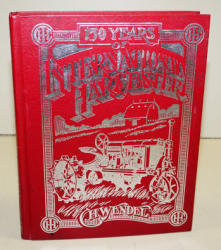 150 YEARS
OF
INTERNATIONAL
HARVESTER
C.H. WENDEL